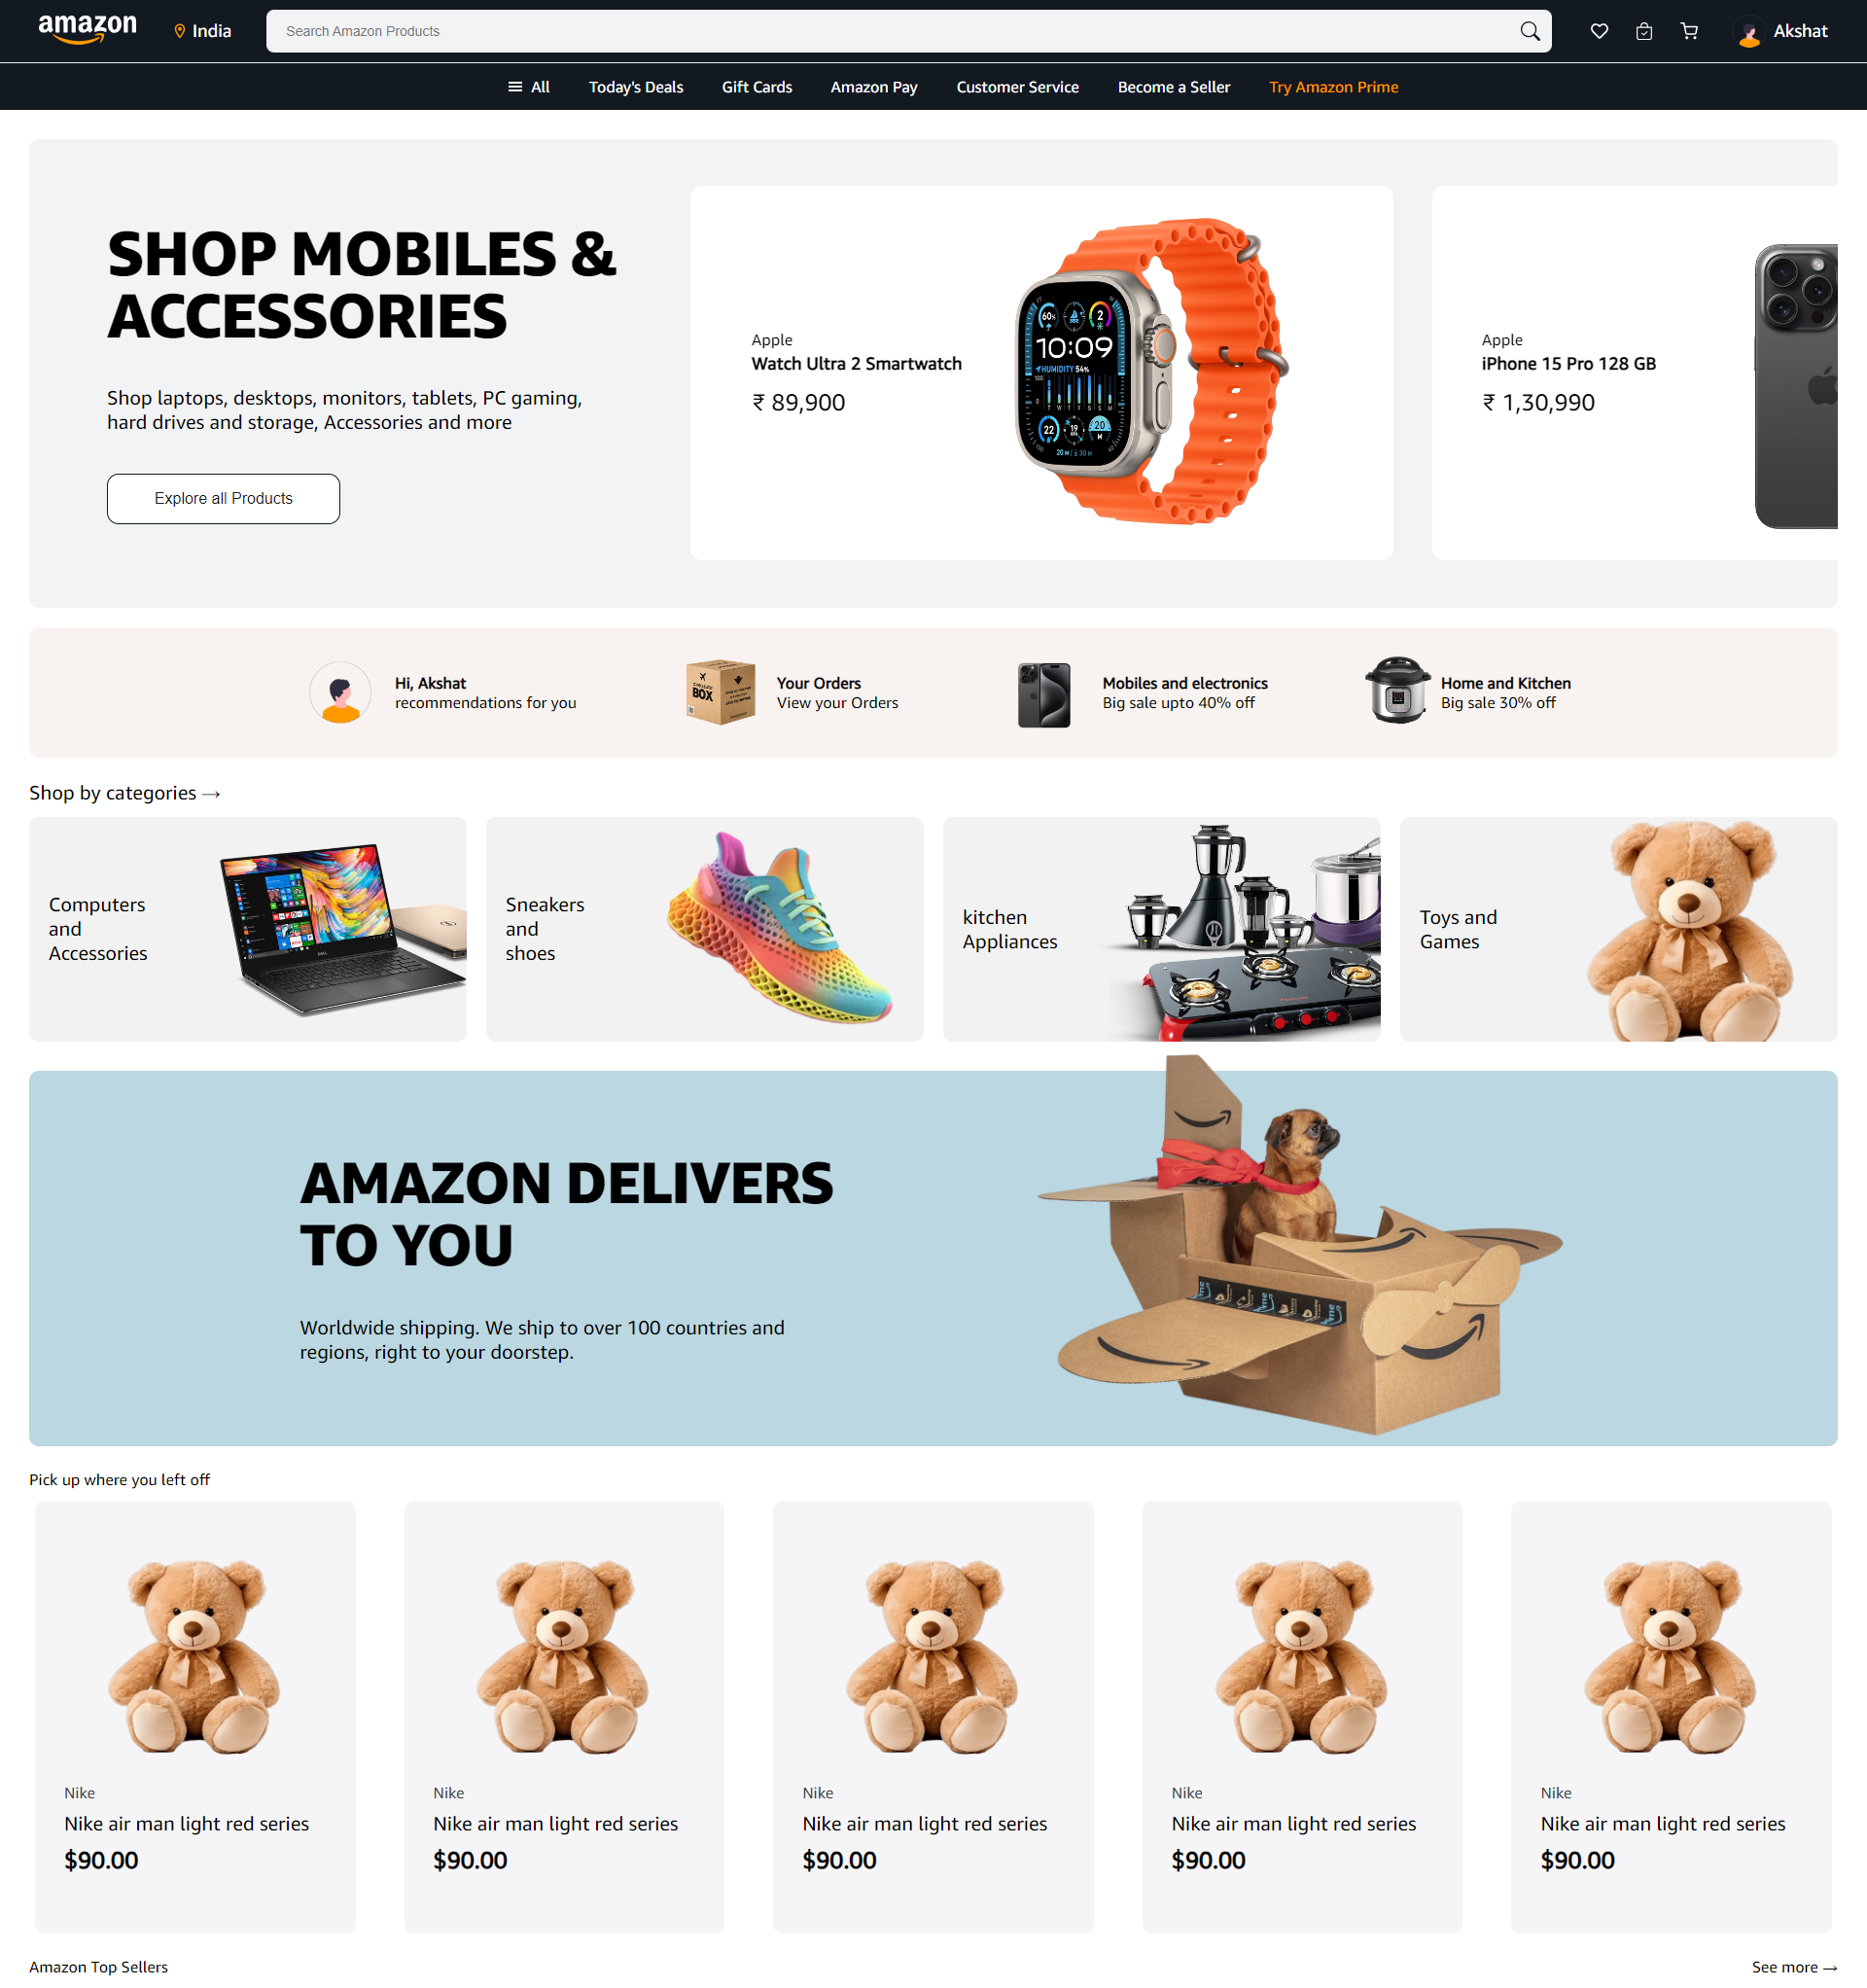 amazon
India
Search Amazon Products
Akshat
All
Today's Deals
Gift Cards
Amazon Pay
Customer Service
Become a Seller
Try Amazon Prime
SHOP MOBILES &
ACCESSORIES
Shop laptops, desktops, monitors, tablets, PC gaming,
hard drives and storage, Accessories and more
Explore all Products
Apple
Watch Ultra 2 Smartwatch
₹ 89,900
60%
2
10:09
HUMIDITY 54%
22
19
20
Apple
iPhone 15 Pro 128 GB
₹ 1,30,990
Hi, Akshat
recommendations for you
BOX
Your Orders
View your Orders
Mobiles and electronics
Big sale upto 40% off
Home and Kitchen
Big sale 30% off
Shop by categories →
Computers
and
Accessories
Sneakers
and
shoes
kitchen
Appliances
Toys and
Games
AMAZON DELIVERS
TO YOU
Worldwide shipping. We ship to over 100 countries and
regions, right to your doorstep.
Pick up where you left off
Nike
Nike air man light red series
$90.00
Nike
Nike air man light red series
$90.00
Nike
Nike air man light red series
$90.00
Nike
Nike air man light red series
$90.00
Nike
Nike air man light red series
$90.00
Amazon Top Sellers
See more →